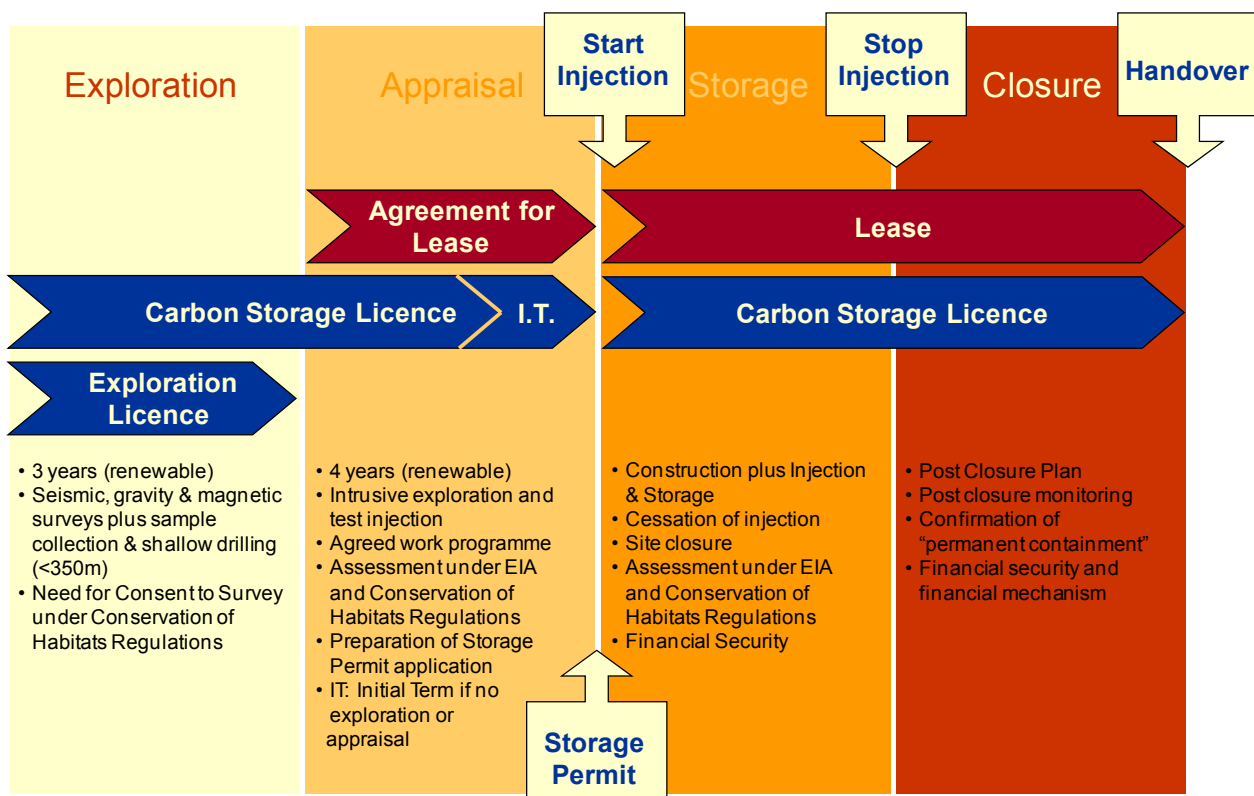 Exploration
Appraisal
Start
Injection
Storage
Stop
Injection
Closure
Handover
Agreement for
Lease
Lease
Carbon Storage Licence
I.T.
Carbon Storage Licence
Exploration
Licence
• 3 years (renewable)
• Seismic, gravity & magnetic
surveys plus sample
collection & shallow drilling
(<350m)
• Need for Consent to Survey
under Conservation of
Habitats Regulations
• 4 years (renewable)
• Intrusive exploration and
test injection
• Agreed work programme
• Assessment under EIA
and Conservation of
Habitats Regulations
• Preparation of Storage
Permit application
• IT: Initial Term if no
exploration or
appraisal
• Construction plus Injection
& Storage
• Cessation of injection
• Site closure
• Assessment under EIA
and Conservation of
Habitats Regulations
• Financial Security
• Post Closure Plan
• Post closure monitoring
• Confirmation of
“permanent containment”
• Financial security and
financial mechanism
Storage
Permit